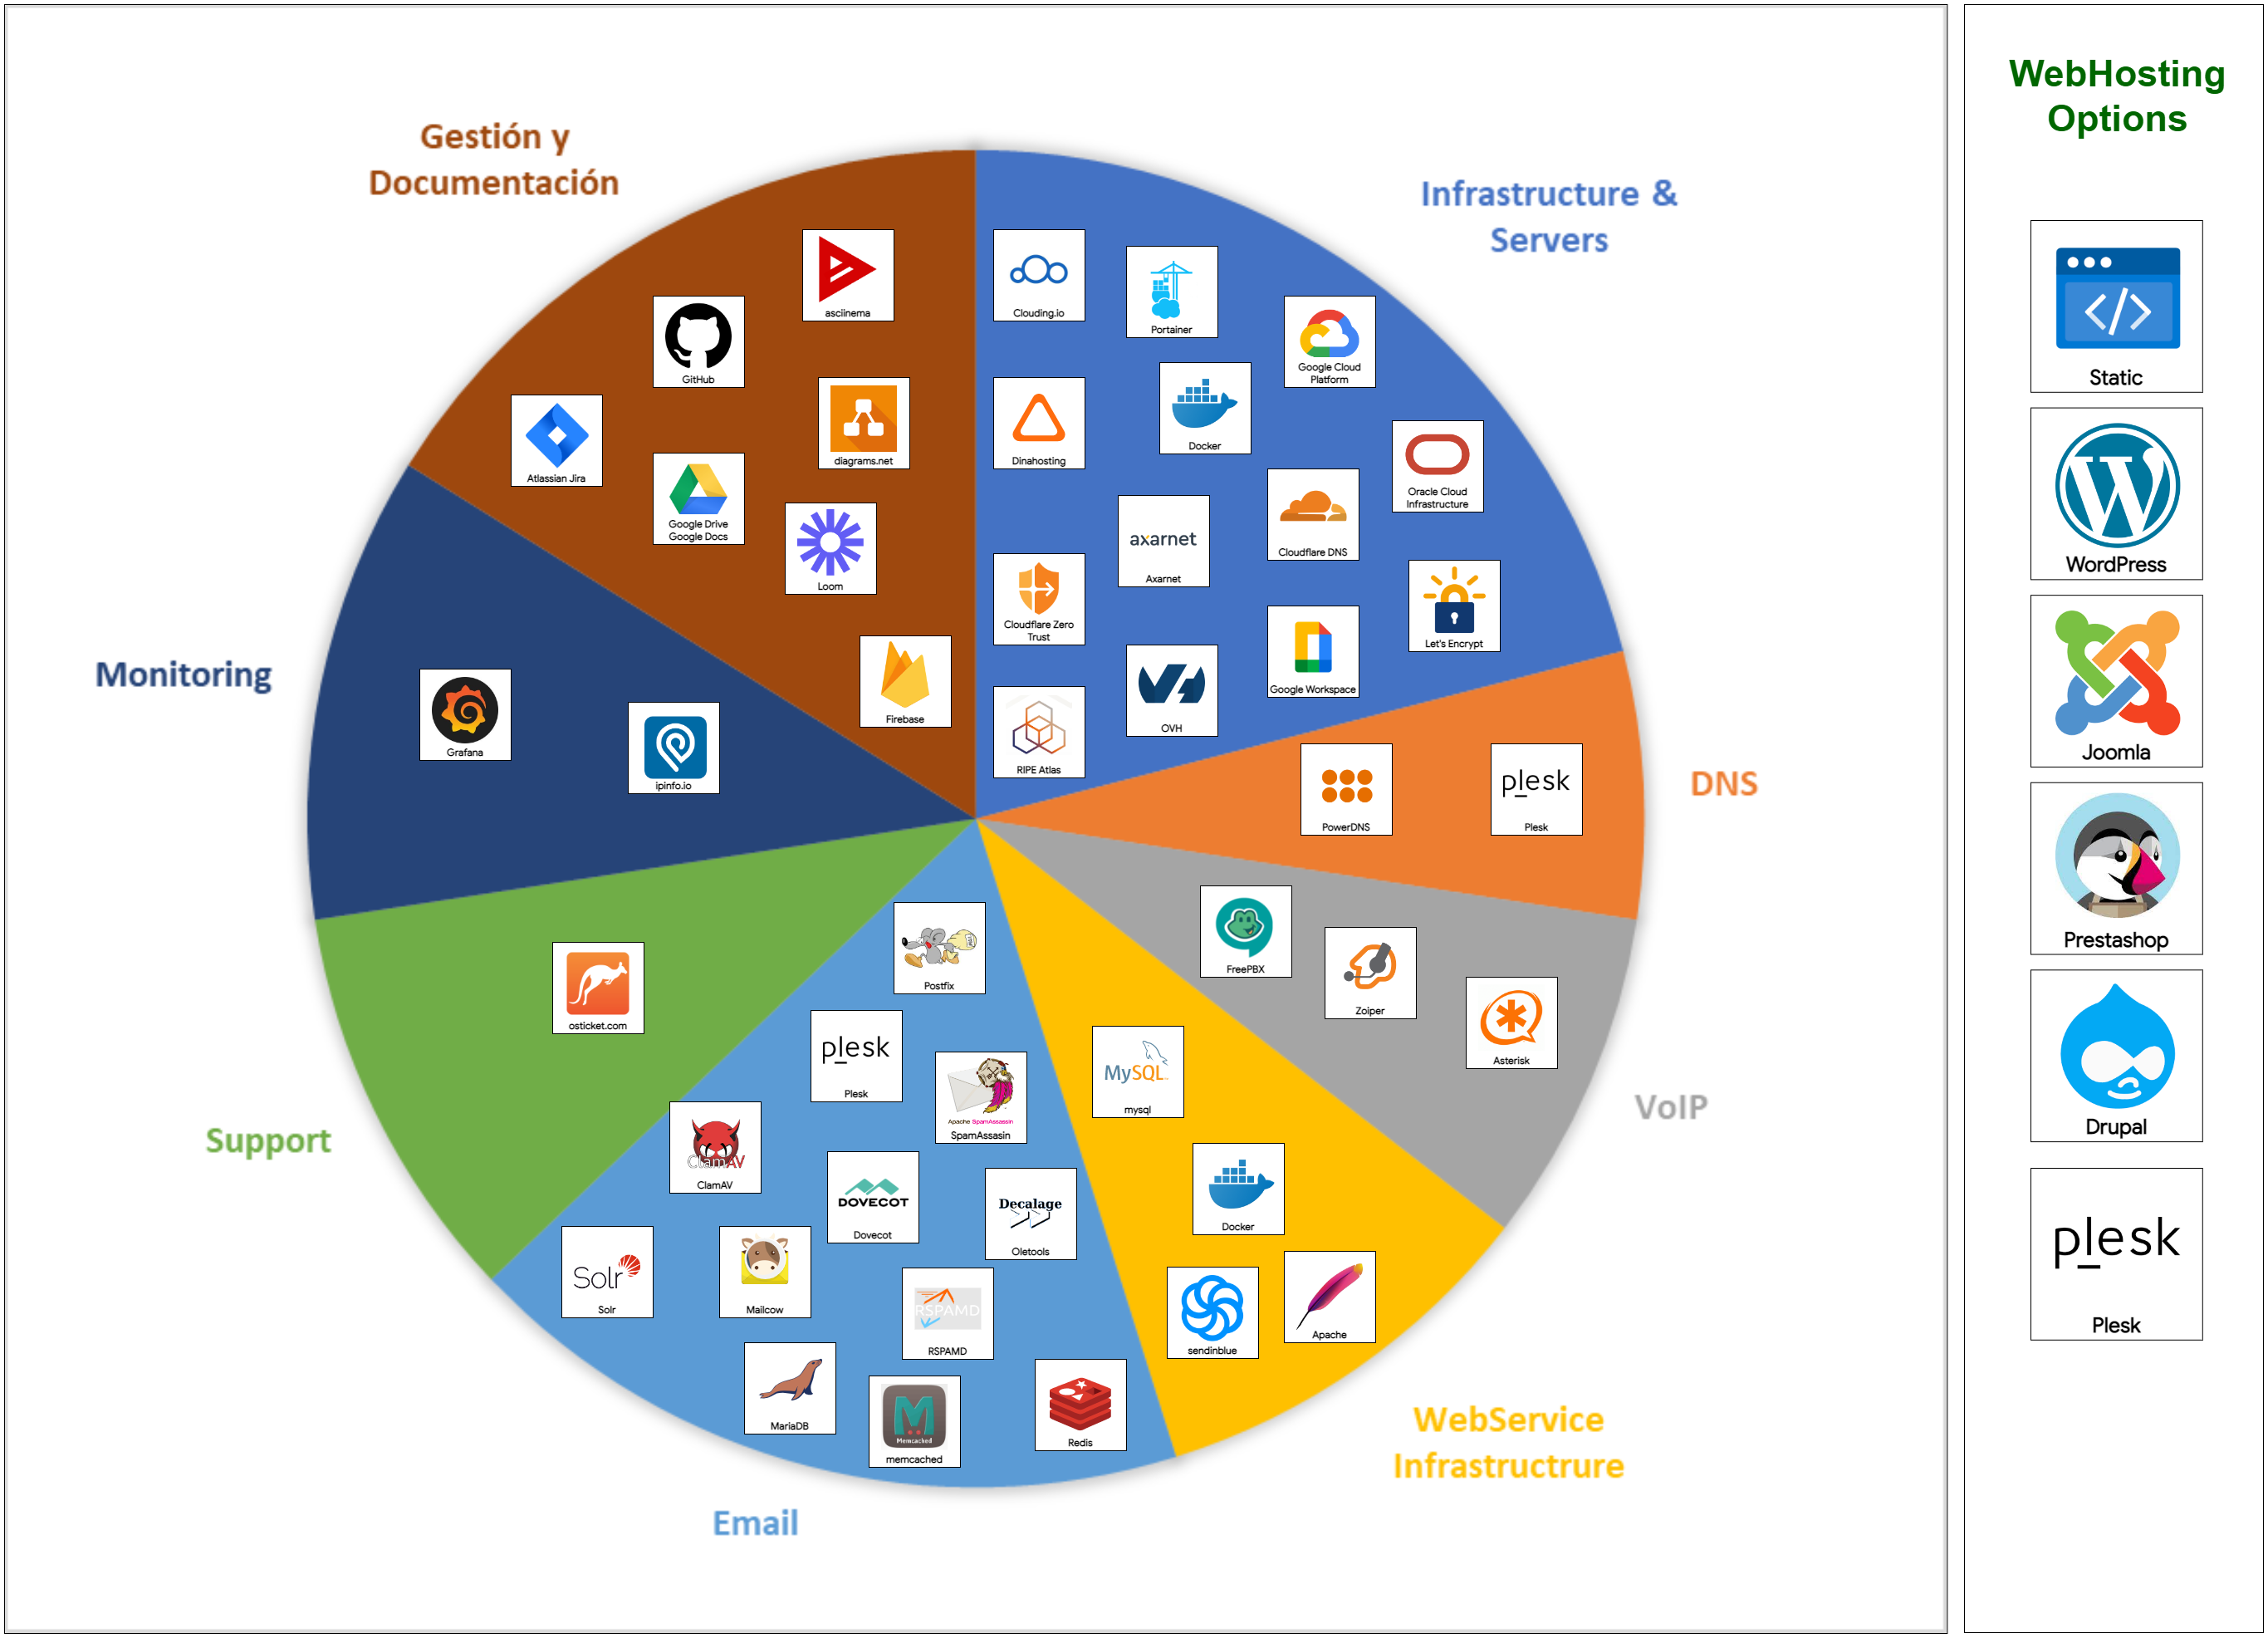 Gestión y
Documentación
asciinema
GitHub
Atlassian Jira
diagrams.net
Google Drive
Google Docs
Loom
Firebase
Infrastructure &
Servers
Clouding.io
Portainer
Google Cloud
Platform
Dinahosting
Docker
Oracle Cloud
Infrastructure
Cloudflare DNS
axarnet
Axarnet
Cloudflare Zero
Trust
Let's Encrypt
Google Workspace
OVH
RIPE Atlas
Monitoring
Grafana
ipinfo.io
DNS
PowerDNS
plesk
Plesk
VoIP
FreePBX
Zoiper
Asterisk
Support
osticket.com
Email
Postfix
plesk
Plesk
Apache SpamAssassin
SpamAssasin
ClamAV
ClamAV
DOVECOT
Dovecot
Decalage
Oletools
Solr
Solr
Mailcow
RSPAMD
RSPAMD
MariaDB
Memcached
memcached
Redis
WebService
Infrastructrure
MySQL
mysql
Docker
sendinblue
Apache
WebHosting
Options
</>
Static
WordPress
Joomla
Prestashop
Drupal
plesk
Plesk